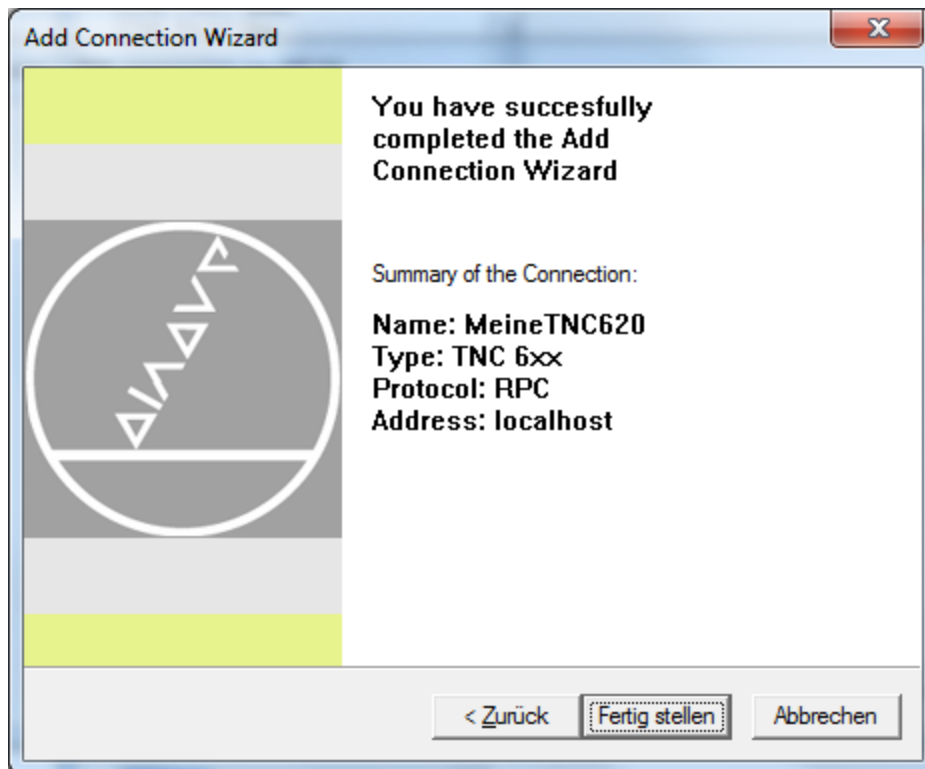 Add Connection Wizard
You have succesfully
completed the Add
Connection Wizard
Summary of the Connection:
Name: MeineTNC620
Type: TNC 6xx
Protocol: RPC
Address: localhost
< Zurück
Fertig stellen
Abbrechen